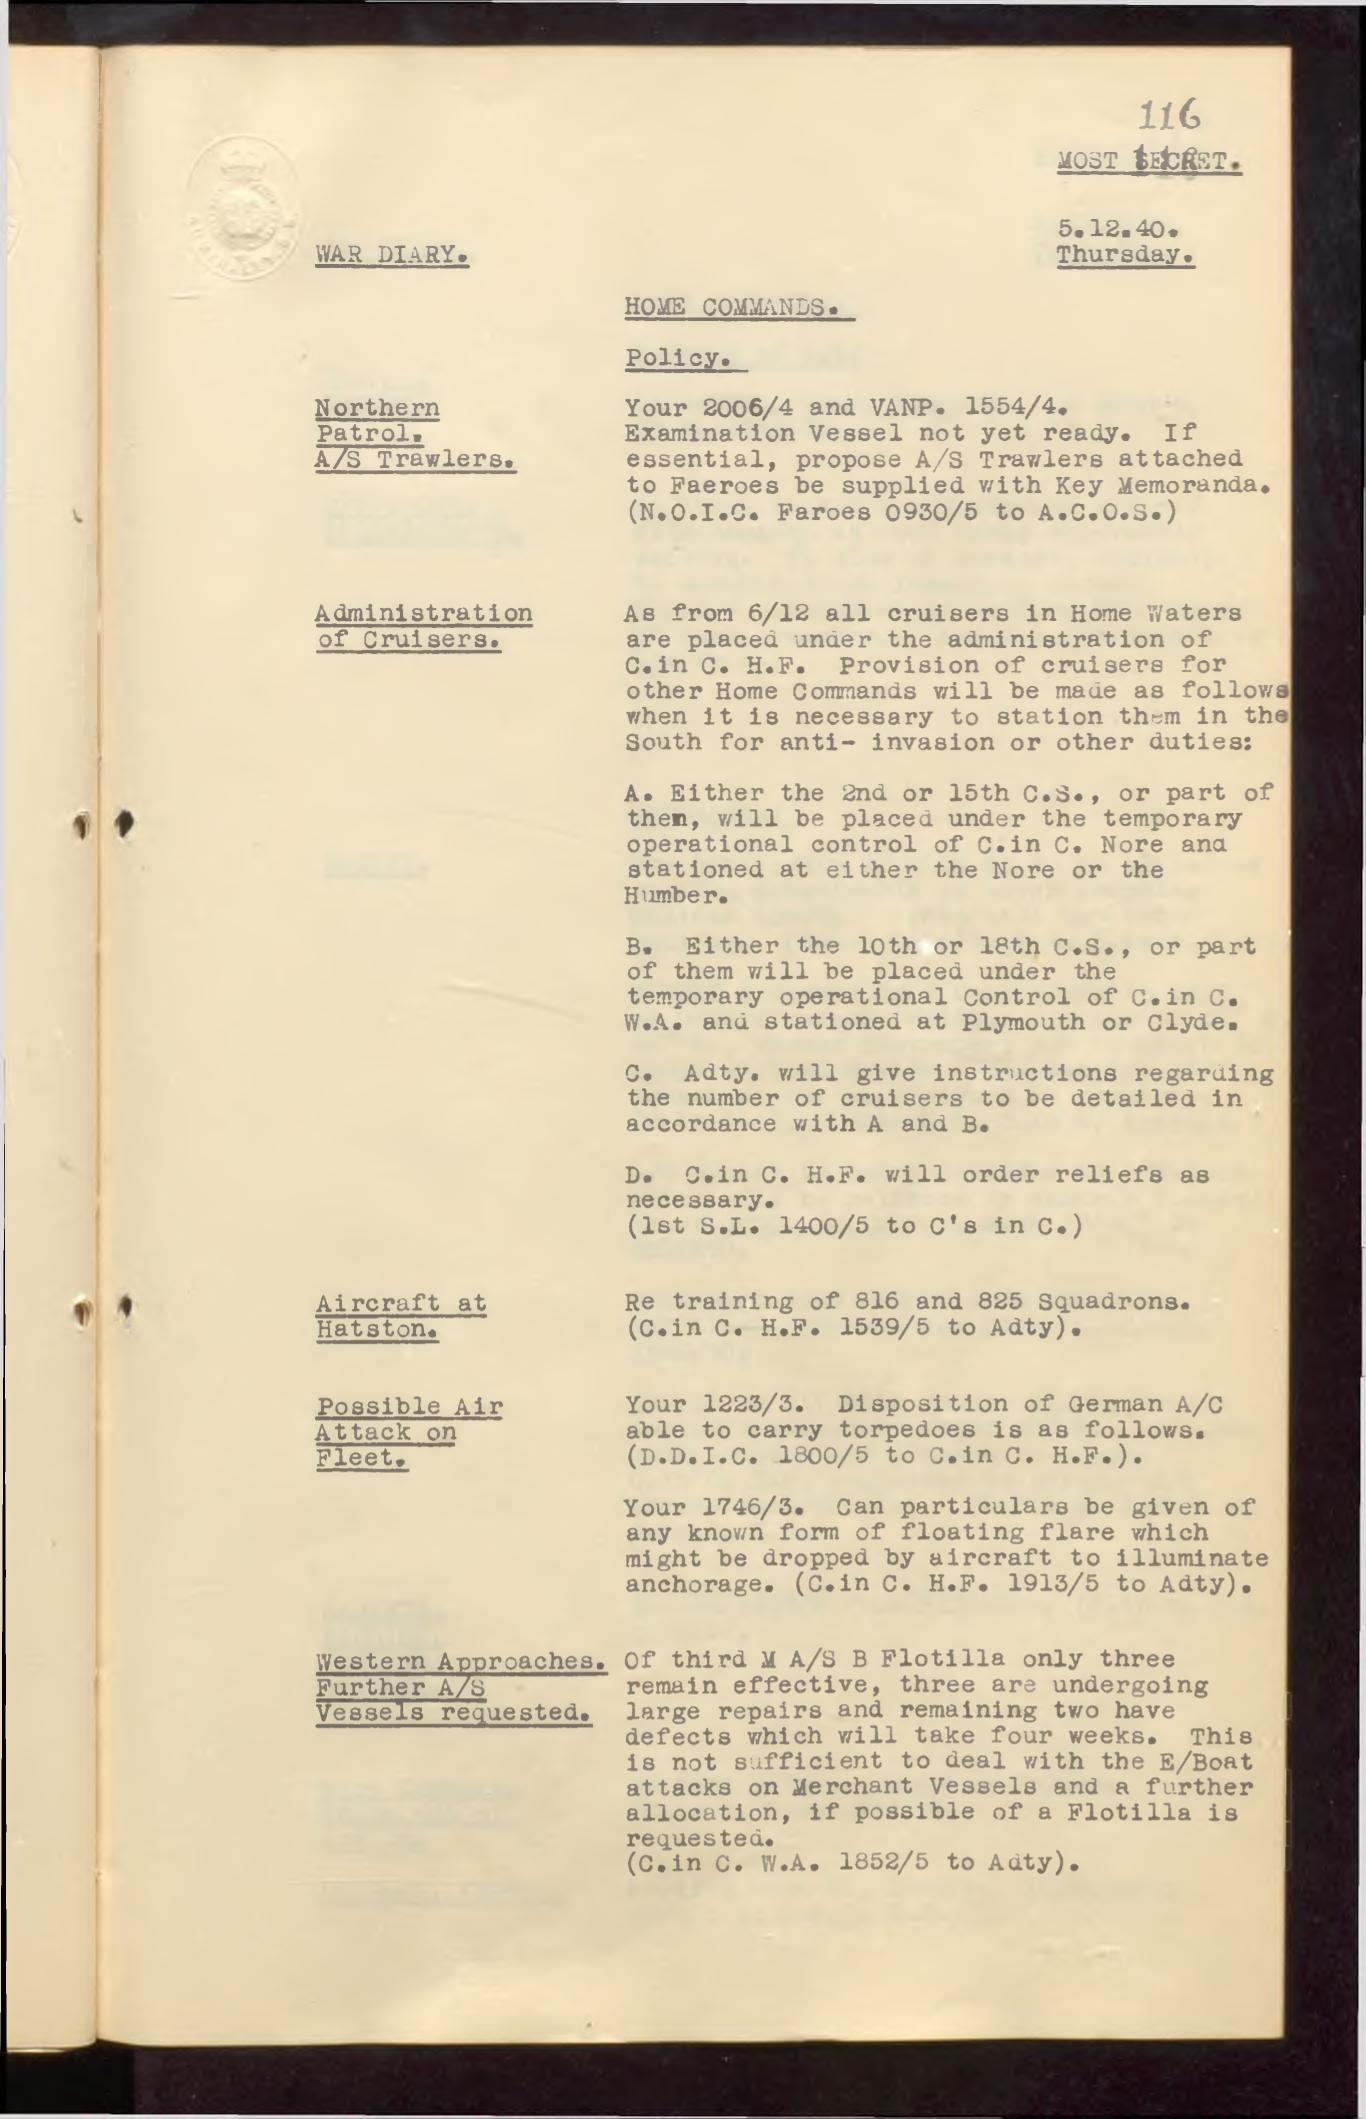 116
MOST SECRET.
5.12.40.
WAR DIARY.
Thursday.
HOME COMMANDS.
Policy.
Northern
Patrol.
A/S Trawlers.
Your 2006/4 and VANP. 1554/4.
Examination Vessel not yet ready. If
essential, propose A/S Trawlers attached
to Faeroes be supplied with Key Memoranda.
(N.O.I.C. Faroes 0930/5 to A.C.O.S.)
Administration
of Cruisers.
As from 6/12 all cruisers in Home Waters
are placed under the administration of
C.in C. H.F. Provision of cruisers for
other Home Commands will be made as follows
when it is necessary to station them in the
South for anti- invasion or other duties:
A. Either the 2nd or 15th C.S., or part of
them, will be placed under the temporary
operational control of C.in C. Nore and
stationed at either the Nore or the
Humber.
B. Either the 10th or 18th C.S., or part
of them will be placed under the
temporary operational Control of C.in C.
W.A. and stationed at Plymouth or Clyde.
C. Adty. will give instructions regarding
the number of cruisers to be detailed in
accordance with A and B.
D. C.in C. H.F. will order reliefs as
necessary.
(1st S.L. 1400/5 to C's in C.)
Aircraft at
Hatston.
Re training of 816 and 825 Squadrons.
(C.in C. H.F. 1539/5 to Adty).
Possible Air
Attack on
Fleet.
Your 1223/3. Disposition of German A/C
able to carry torpedoes is as follows.
(D.D.I.C. 1800/5 to C.in C. H.F.).
Your 1746/3. Can particulars be given of
any known form of floating flare which
might be dropped by aircraft to illuminate
anchorage. (C.in C. H.F. 1913/5 to Adty).
Western Approaches.
Further A/S
Vessels requested.
Of third M A/S B Flotilla only three
remain effective, three are undergoing
large repairs and remaining two have
defects which will take four weeks. This
is not sufficient to deal with the E/Boat
attacks on Merchant Vessels and a further
allocation, if possible of a Flotilla is
requested.
(C.in C. W.A. 1852/5 to Adty).